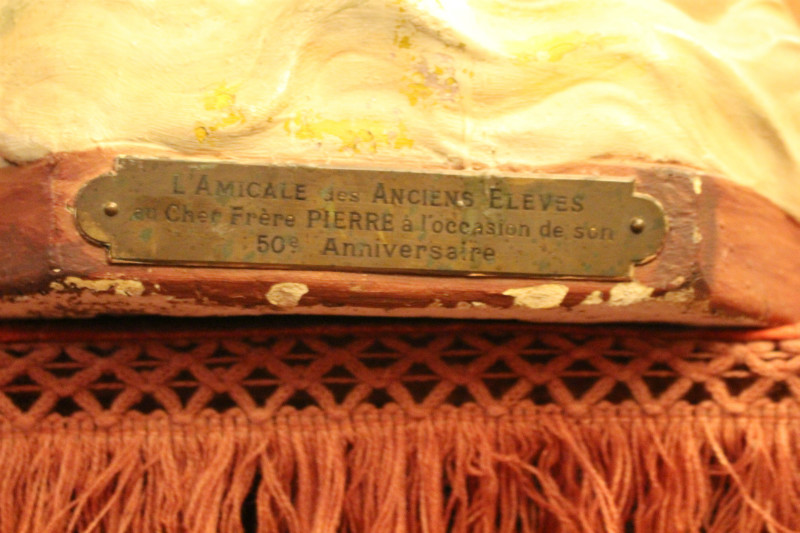 L'AMICALE des ANCIENS ELEVES
au Cher Frère PIERRE à l'occasion de son
50e Anniversaire